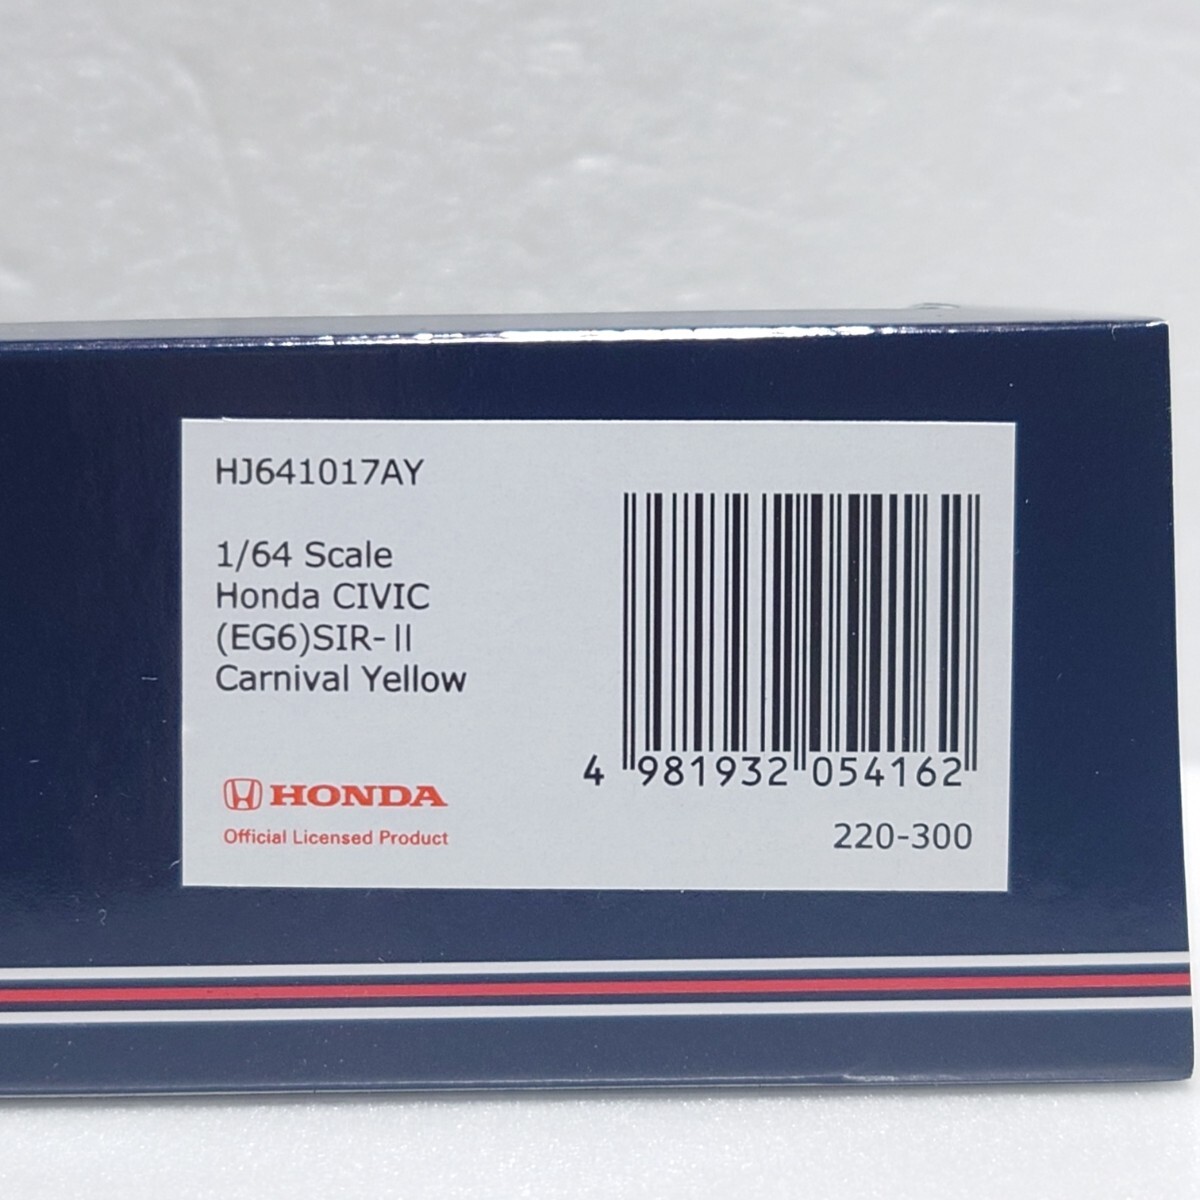 HJ641017AY
1/64 Scale
Honda CIVIC
(EG6)SIR-II
Carnival Yellow
HONDA
Official Licensed Product
4 981932 054162
220-300